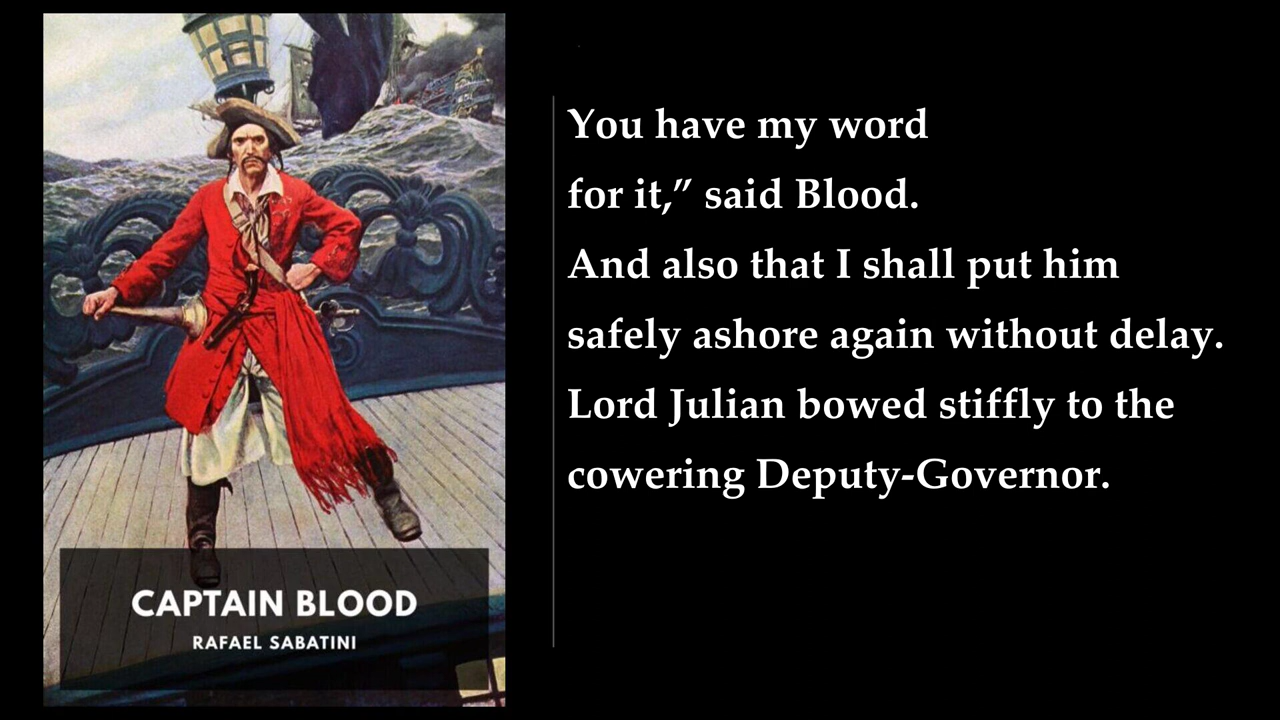 CAPTAIN BLOOD
RAFAEL SABATINI
You have my word
for it,” said Blood.
And also that I shall put him
safely ashore again without delay.
Lord Julian bowed stiffly to the
cowering Deputy-Governor.